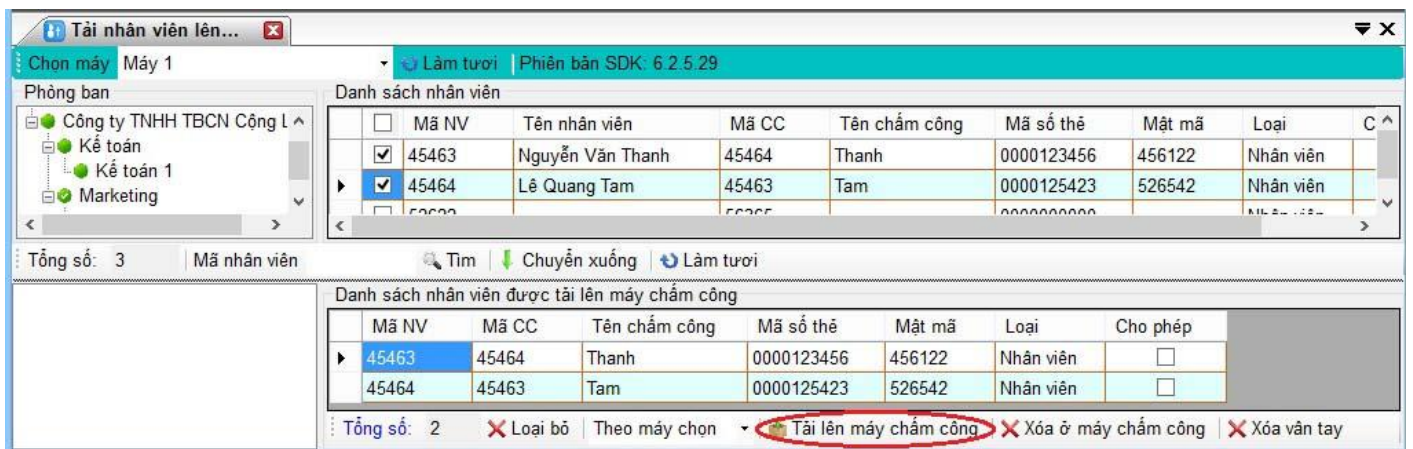 Tải nhân viên lên...
Chọn máy Máy 1 Làm tươi Phiên bản SDK: 6.2.5.29
Phòng ban
Công ty TNHH TBCN Cộng L
Kế toán
Kế toán 1
Marketing
Danh sách nhân viên
Mã NV Tên nhân viên Mã CC Tên chấm công Mã số thẻ Mật mã Loại C
45463 Nguyễn Văn Thanh 45464 Thanh 0000123456 456122 Nhân viên
45464 Lê Quang Tam 45463 Tam 0000125423 526542 Nhân viên
Tổng số: 3 Mã nhân viên Tìm Chuyển xuống Làm tươi
Danh sách nhân viên được tải lên máy chấm công
Mã NV Mã CC Tên chấm công Mã số thẻ Mật mã Loại Cho phép
45463 45464 Thanh 0000123456 456122 Nhân viên
45464 45463 Tam 0000125423 526542 Nhân viên
Tổng số: 2 Loại bỏ Theo máy chọn Tải lên máy chấm công Xóa ở máy chấm công Xóa vân tay